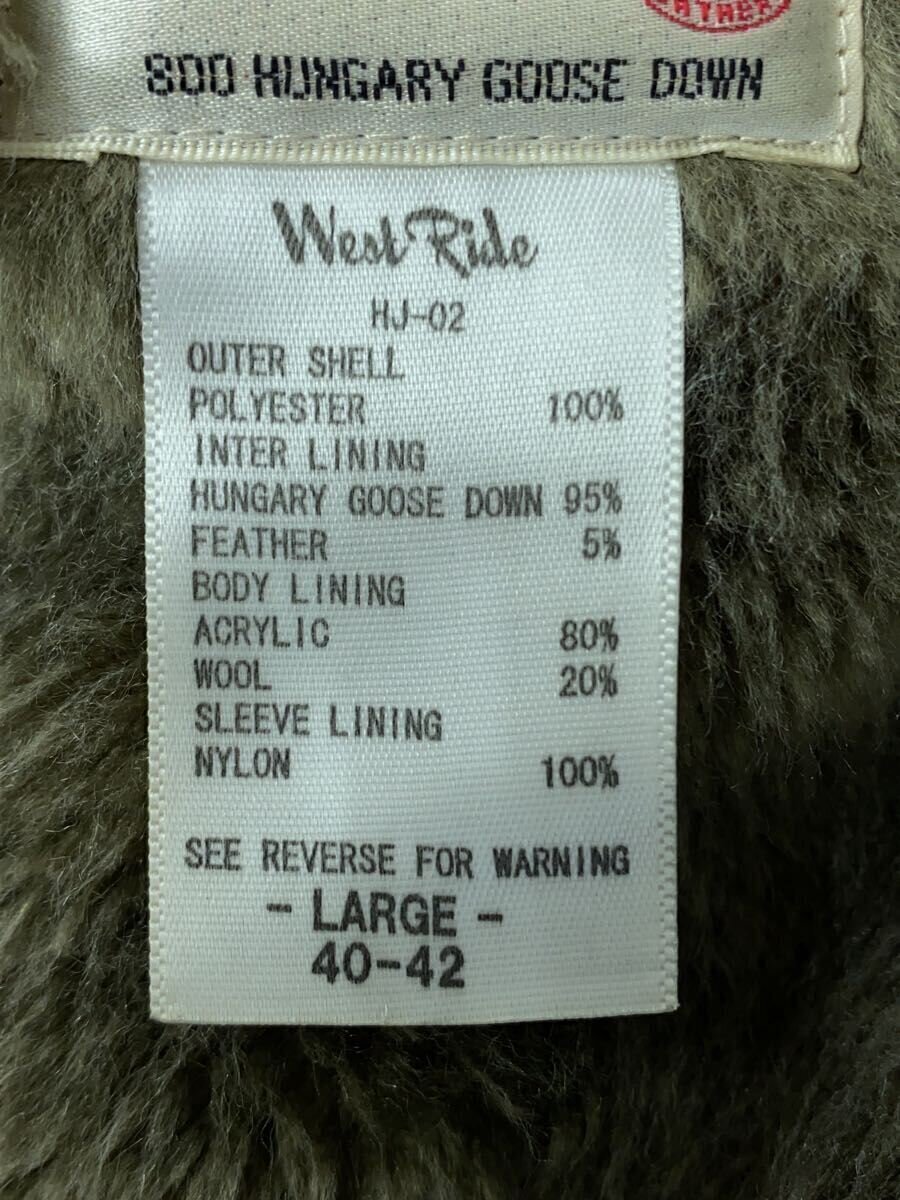 800 HUNGARY GOOSE DOWN
West Ride
HJ-02
OUTER SHELL
POLYESTER 100%
INTER LINING
HUNGARY GOOSE DOWN 95%
FEATHER 5%
BODY LINING
ACRYLIC 80%
WOOL 20%
SLEEVE LINING
NYLON 100%
SEE REVERSE FOR WARNING
- LARGE -
40-42